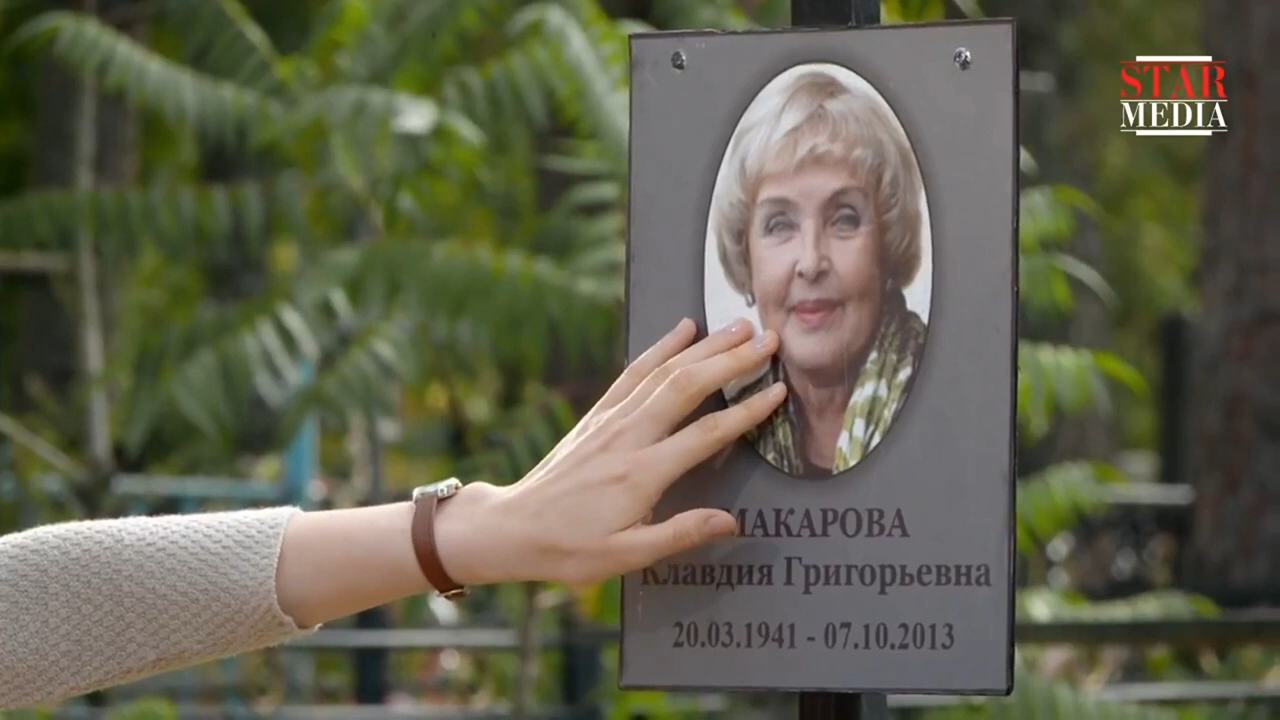 STAR
MEDIA
МАКАРОВА
Клавдия Григорьевна
20.03.1941 - 07.10.2013